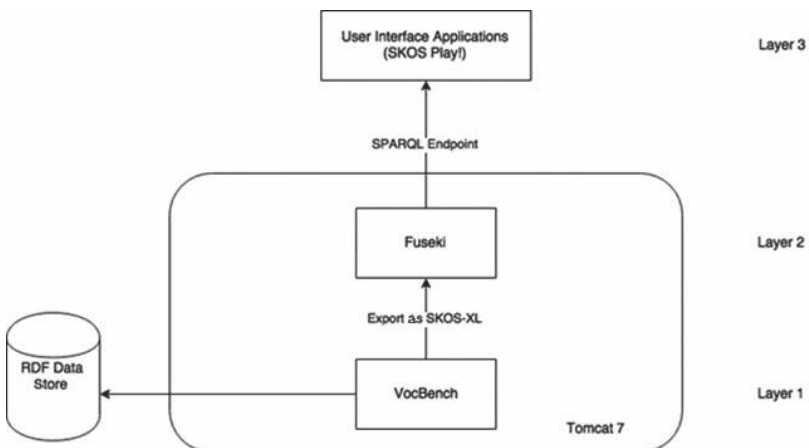 User Interface Applications
(SKOS Play!)
Layer 3
SPARQL Endpoint
Fuseki
Layer 2
Export as SKOS-XL
RDF Data
Store
VocBench
Layer 1
Tomcat 7